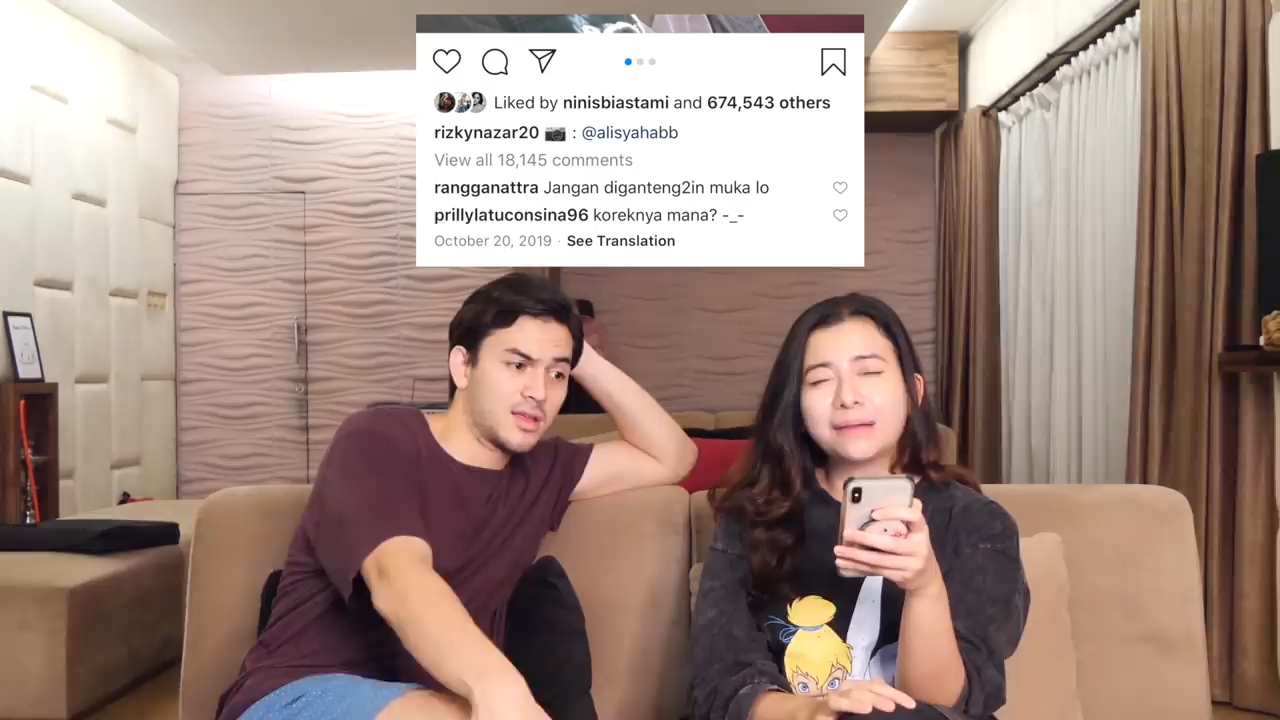 Liked by ninisbiastami and 674,543 others
rizkynazar20 📷 : @alisyahabb
View all 18,145 comments
rangganattra Jangan diganteng2in muka lo
prillylatuconsina96 koreknya mana? -_-
October 20, 2019 · See Translation